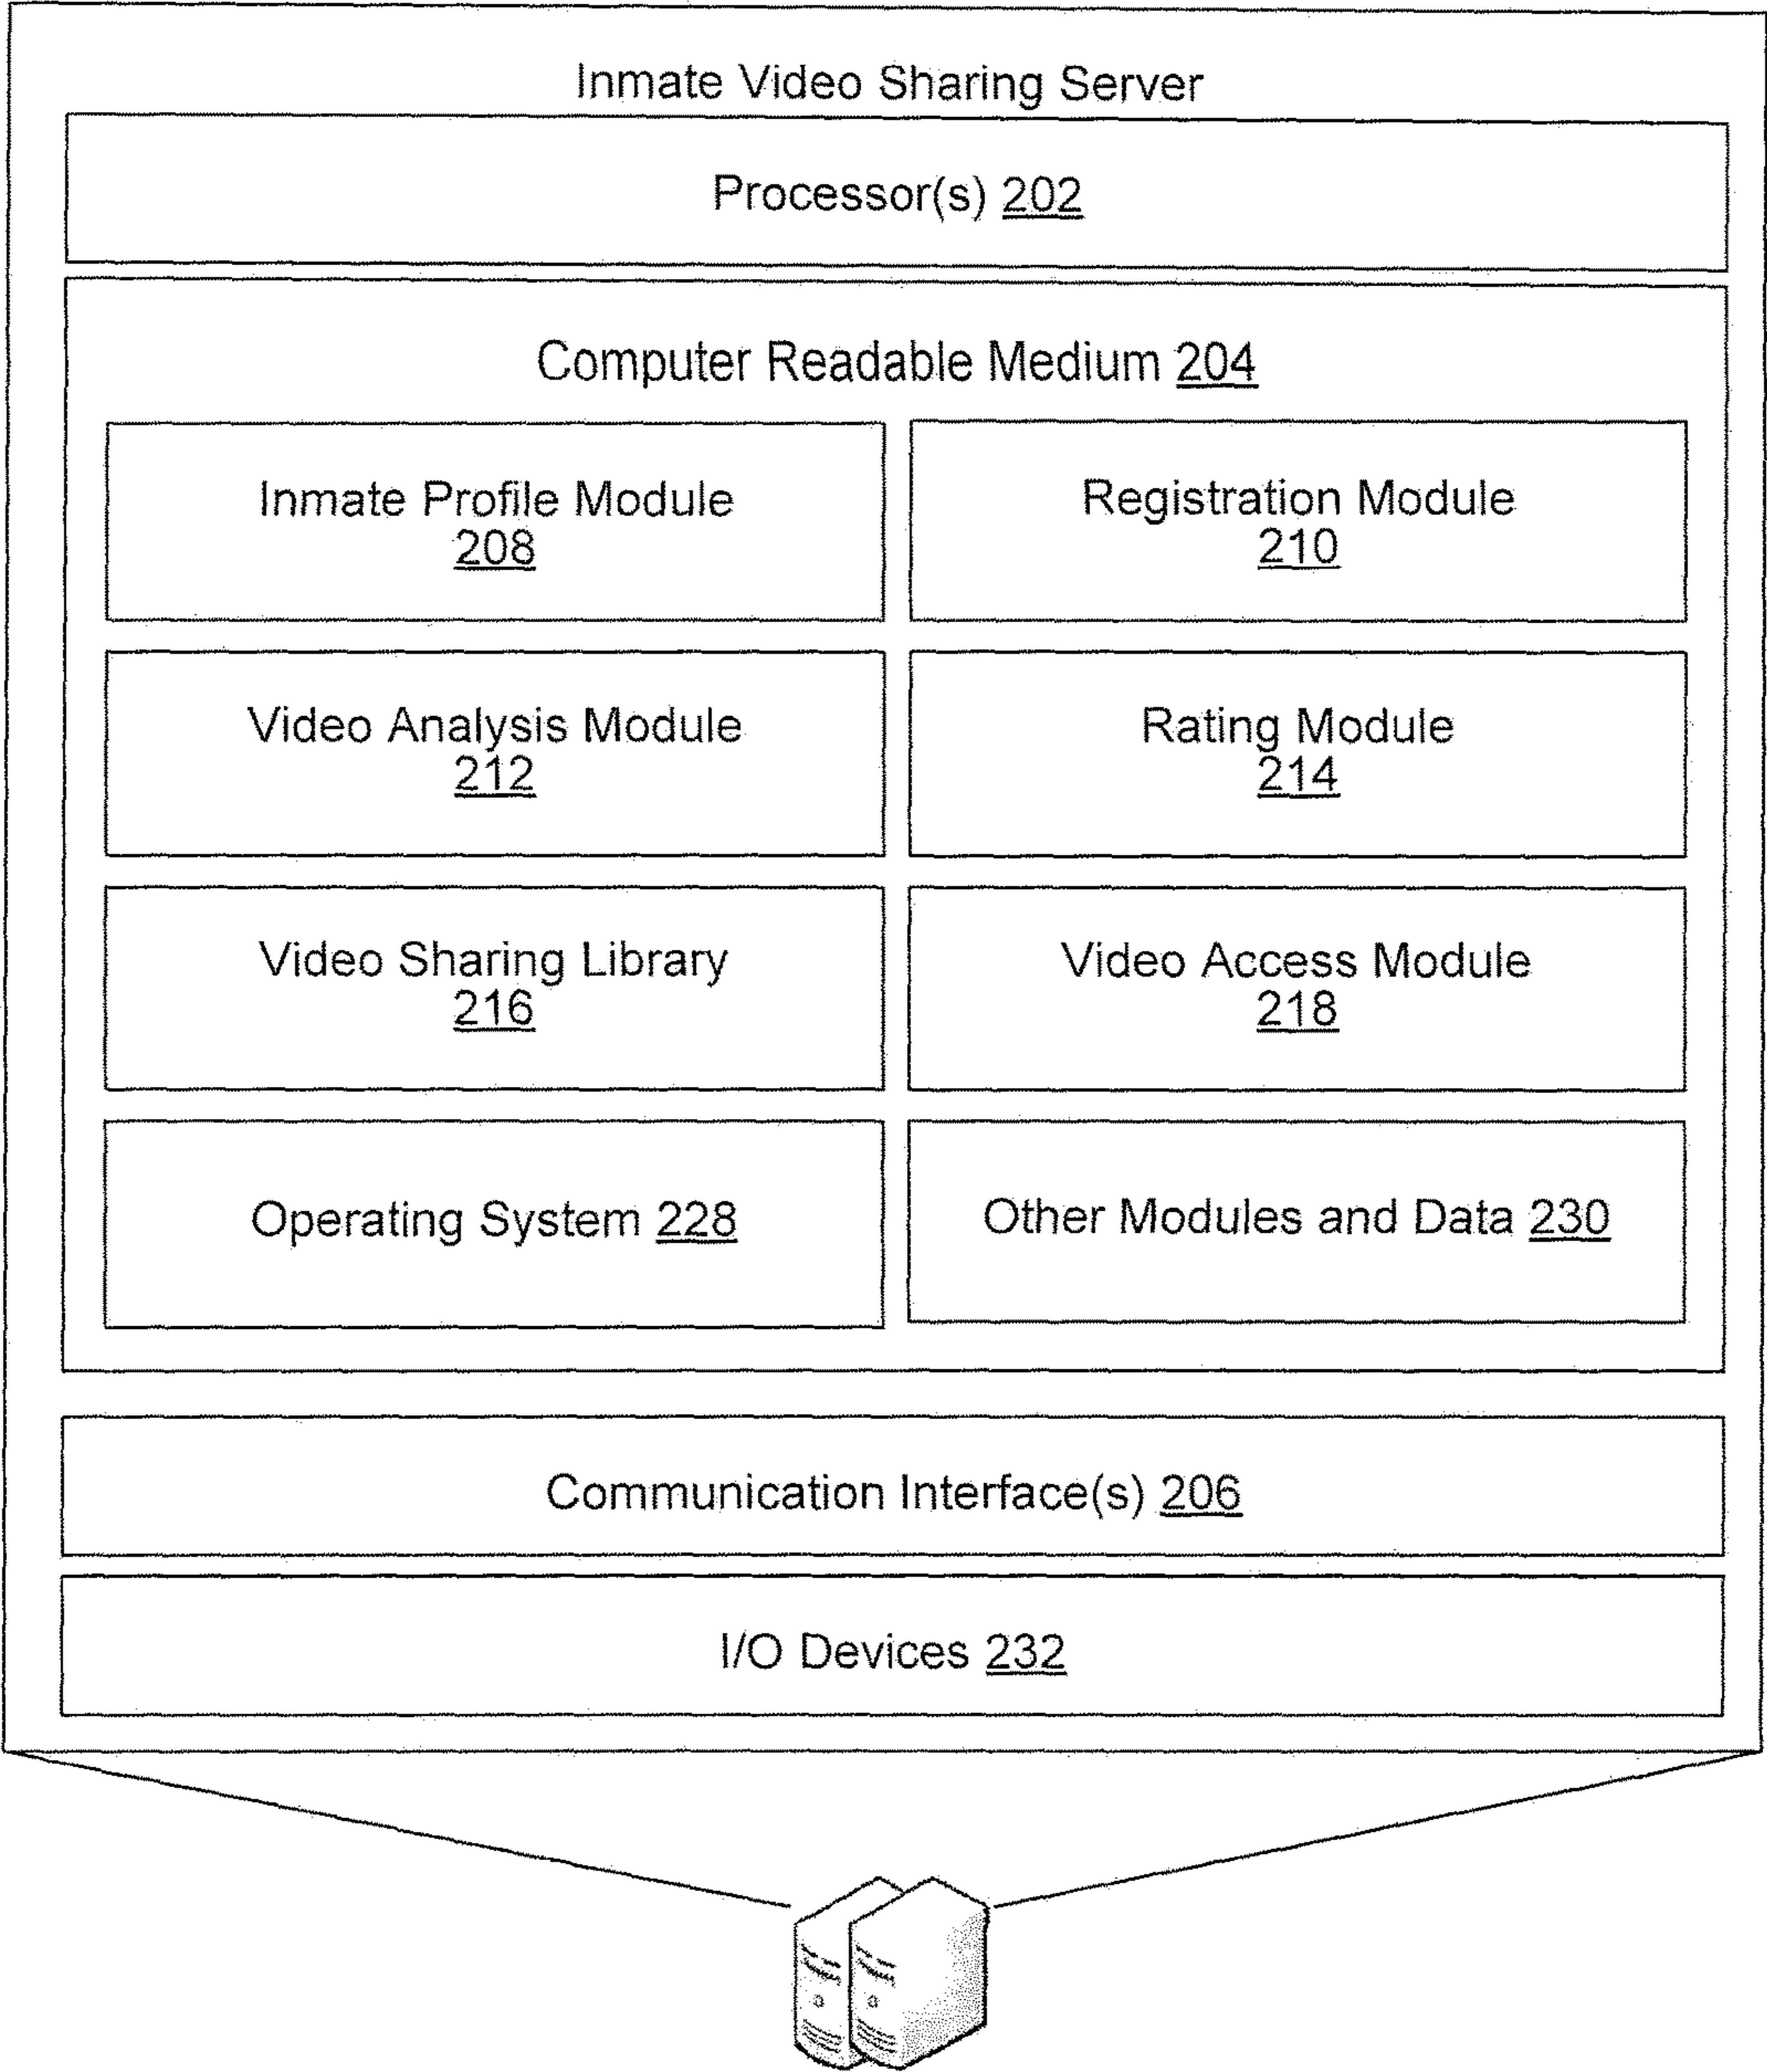 Inmate Video Sharing Server
Processor(s) 202
Computer Readable Medium 204
Inmate Profile Module
208
Registration Module
210
Video Analysis Module
212
Rating Module
214
Video Sharing Library
216
Video Access Module
218
Operating System 228
Other Modules and Data 230
Communication Interface(s) 206
I/O Devices 232